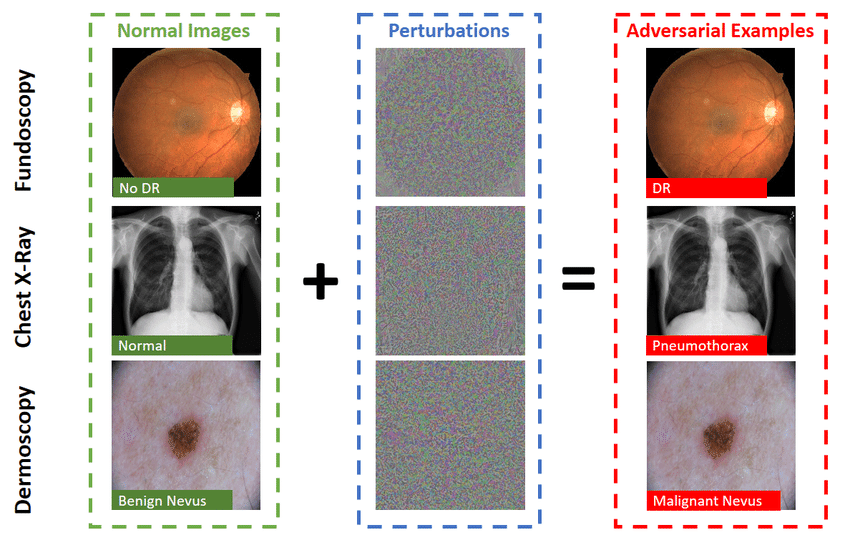 Normal Images
Perturbations
Adversarial Examples
Fundoscopy
No DR
DR
Chest X-Ray
+
=
Normal
Pneumothorax
Dermoscopy
Benign Nevus
Malignant Nevus